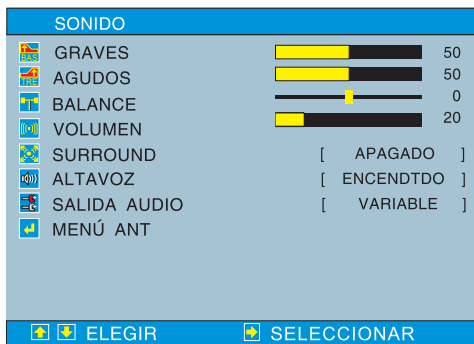 SONIDO
BAS GRAVES 50
TRE AGUDOS 50
BALANCE 0
VOLUMEN 20
SURROUND [ APAGADO ]
ALTAVOZ [ ENCENDTDO ]
SALIDA AUDIO [ VARIABLE ]
MENÚ ANT
ELEGIR SELECCIONAR